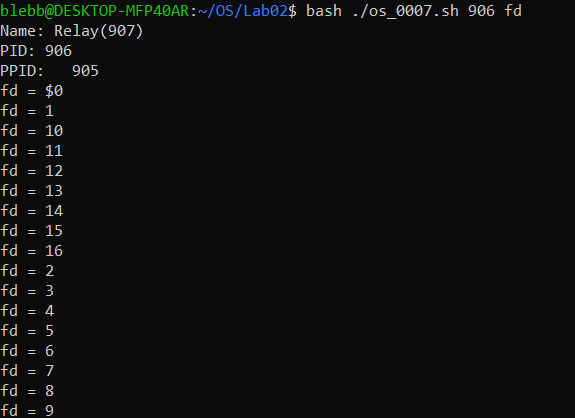 blebb@DESKTOP-MFP40AR:~/OS/Lab02$ bash ./os_0007.sh 906 fd
Name: Relay(907)
PID: 906
PPID:   905
fd = $0
fd = 1
fd = 10
fd = 11
fd = 12
fd = 13
fd = 14
fd = 15
fd = 16
fd = 2
fd = 3
fd = 4
fd = 5
fd = 6
fd = 7
fd = 8
fd = 9